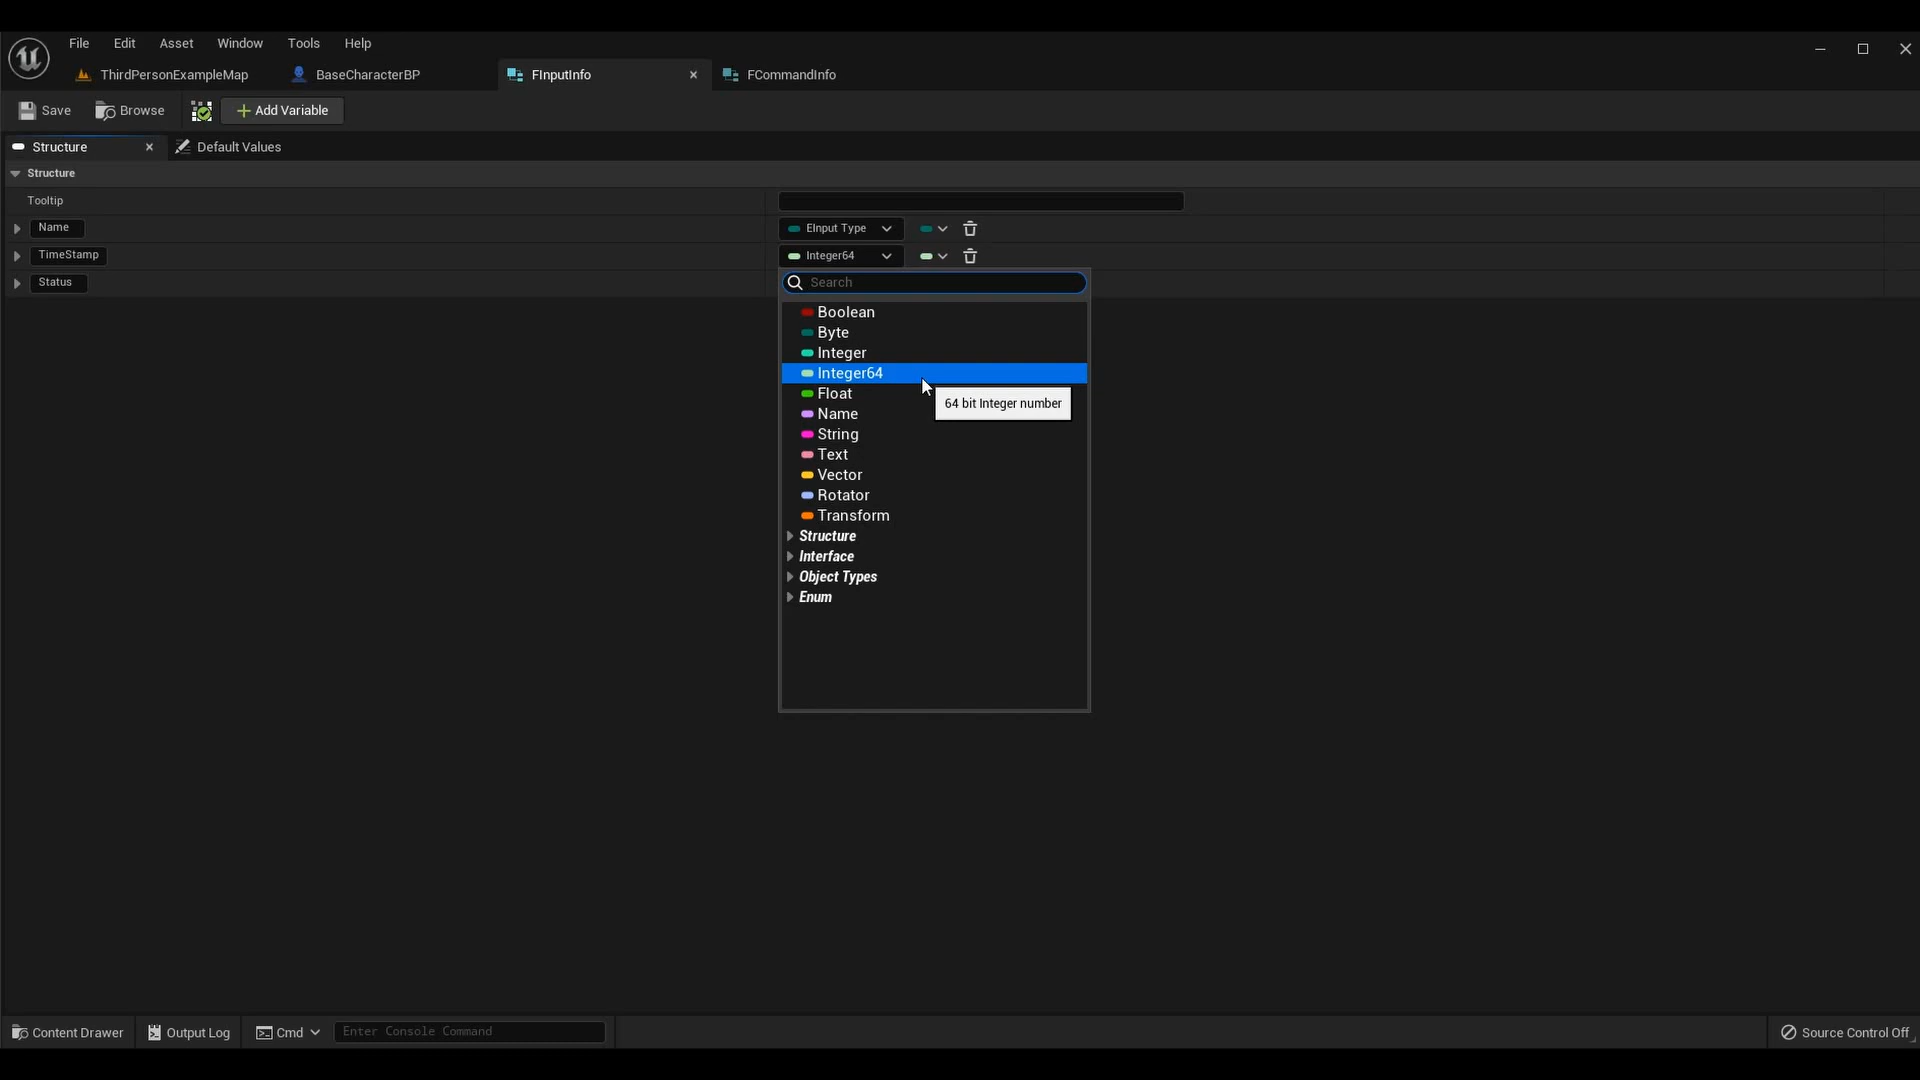 File Edit Asset Window Tools Help
ThirdPersonExampleMap BaseCharacterBP FInputInfo FCommandInfo
Save Browse Add Variable
Structure Default Values
Structure
Tooltip
Name EInput Type
TimeStamp Integer64
Status Search
Boolean
Byte
Integer
Integer64
Float
64 bit Integer number
Name
String
Text
Vector
Rotator
Transform
Structure
Interface
Object Types
Enum
Content Drawer Output Log Cmd Enter Console Command Source Control Off